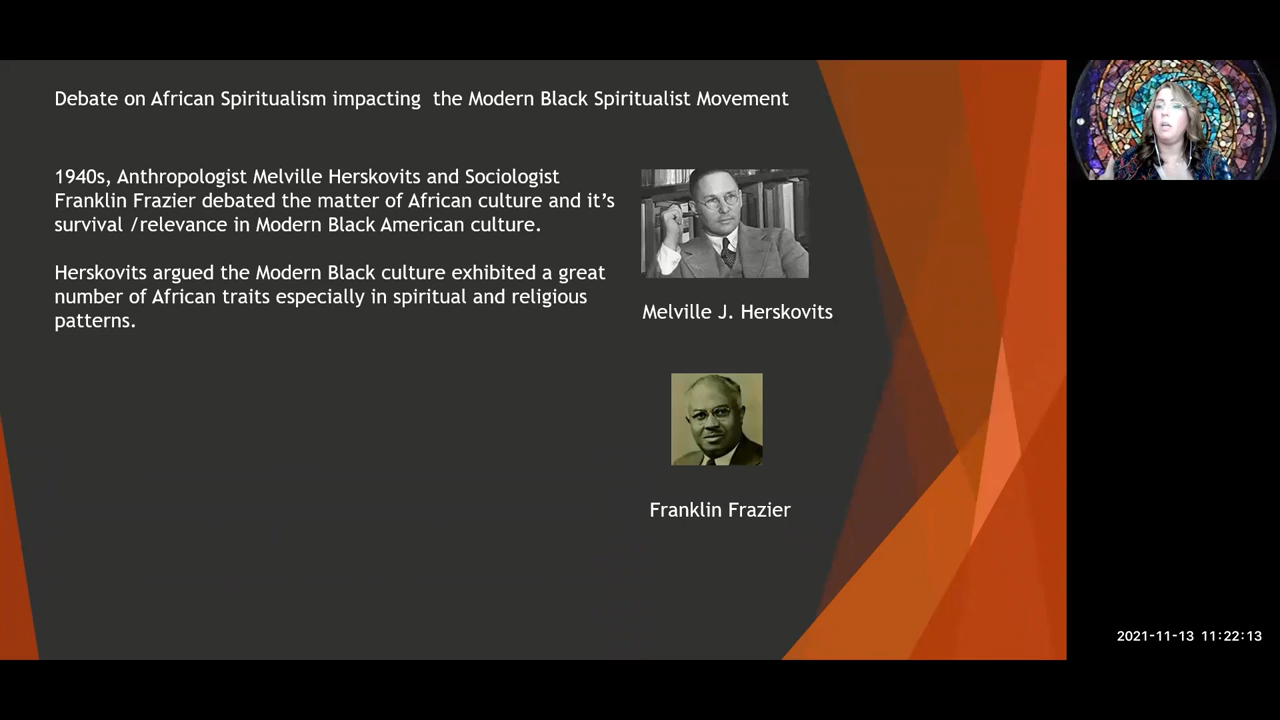 Debate on African Spiritualism impacting  the Modern Black Spiritualist Movement
1940s, Anthropologist Melville Herskovits and Sociologist
Franklin Frazier debated the matter of African culture and it’s
survival /relevance in Modern Black American culture.
Herskovits argued the Modern Black culture exhibited a great
number of African traits especially in spiritual and religious
patterns.
Melville J. Herskovits
Franklin Frazier
2021-11-13 11:22:13